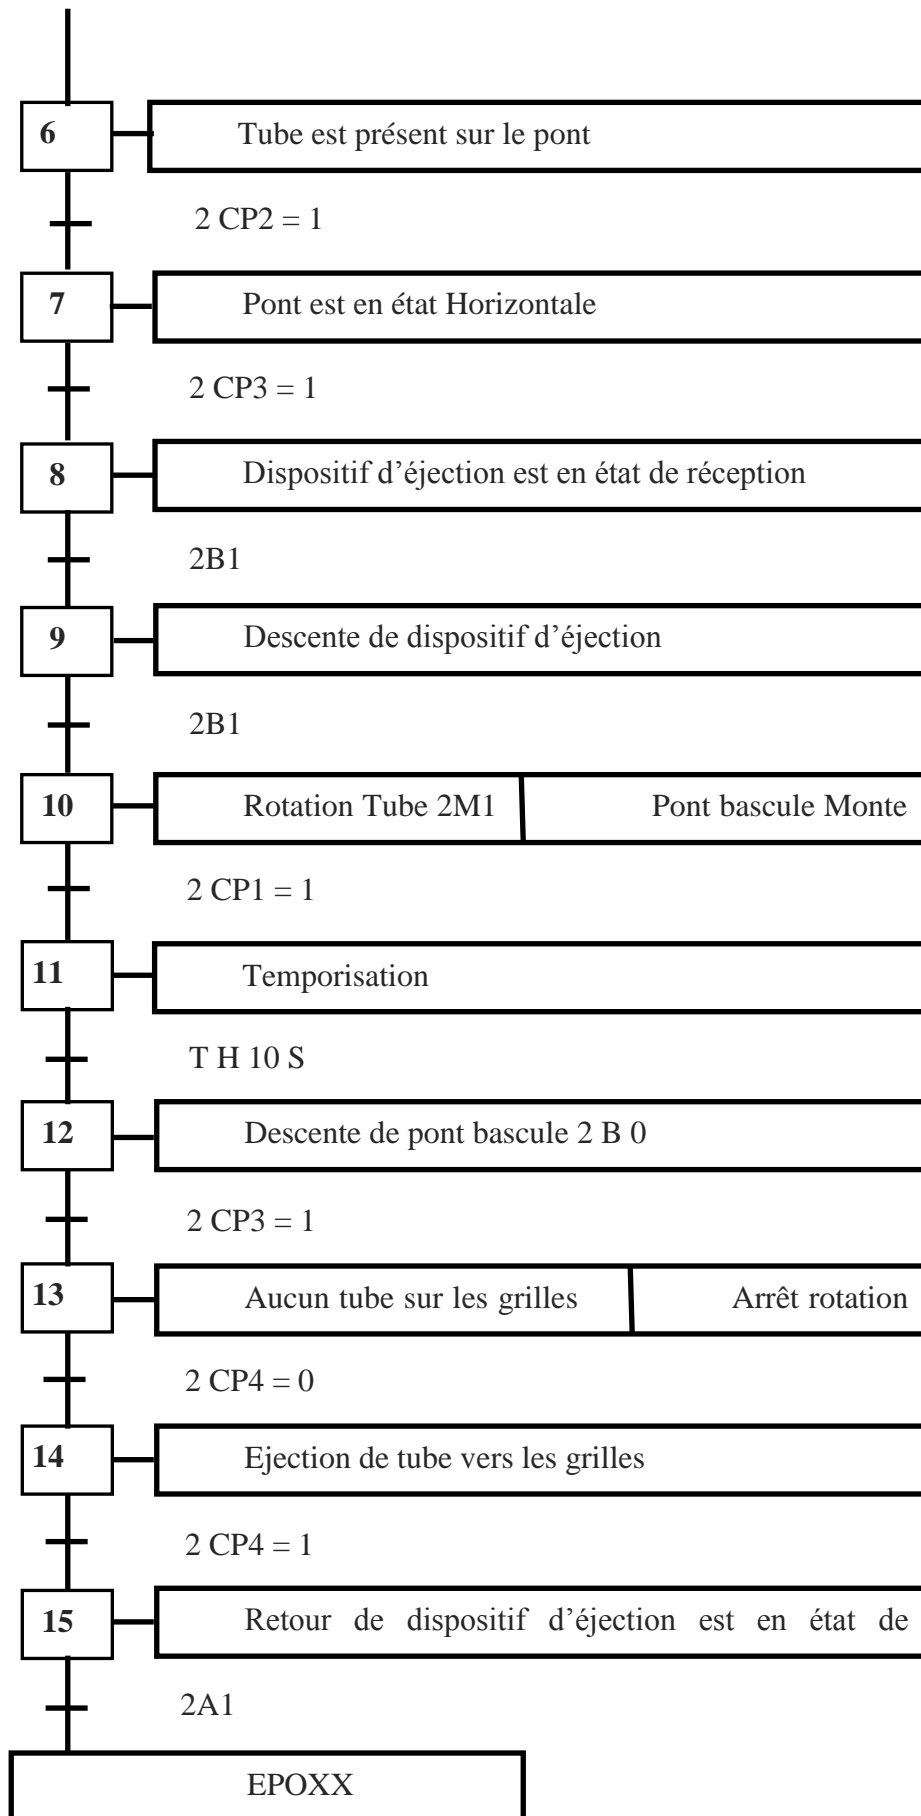 6 Tube est présent sur le pont
2 CP2 = 1
7 Pont est en état Horizontale
2 CP3 = 1
8 Dispositif d’éjection est en état de réception
2B1
9 Descente de dispositif d’éjection
2B1
10 Rotation Tube 2M1 Pont bascule Monte
2 CP1 = 1
11 Temporisation
T H 10 S
12 Descente de pont bascule 2 B 0
2 CP3 = 1
13 Aucun tube sur les grilles Arrêt rotation
2 CP4 = 0
14 Ejection de tube vers les grilles
2 CP4 = 1
15 Retour de dispositif d’éjection est en état de
2A1
EPOXX